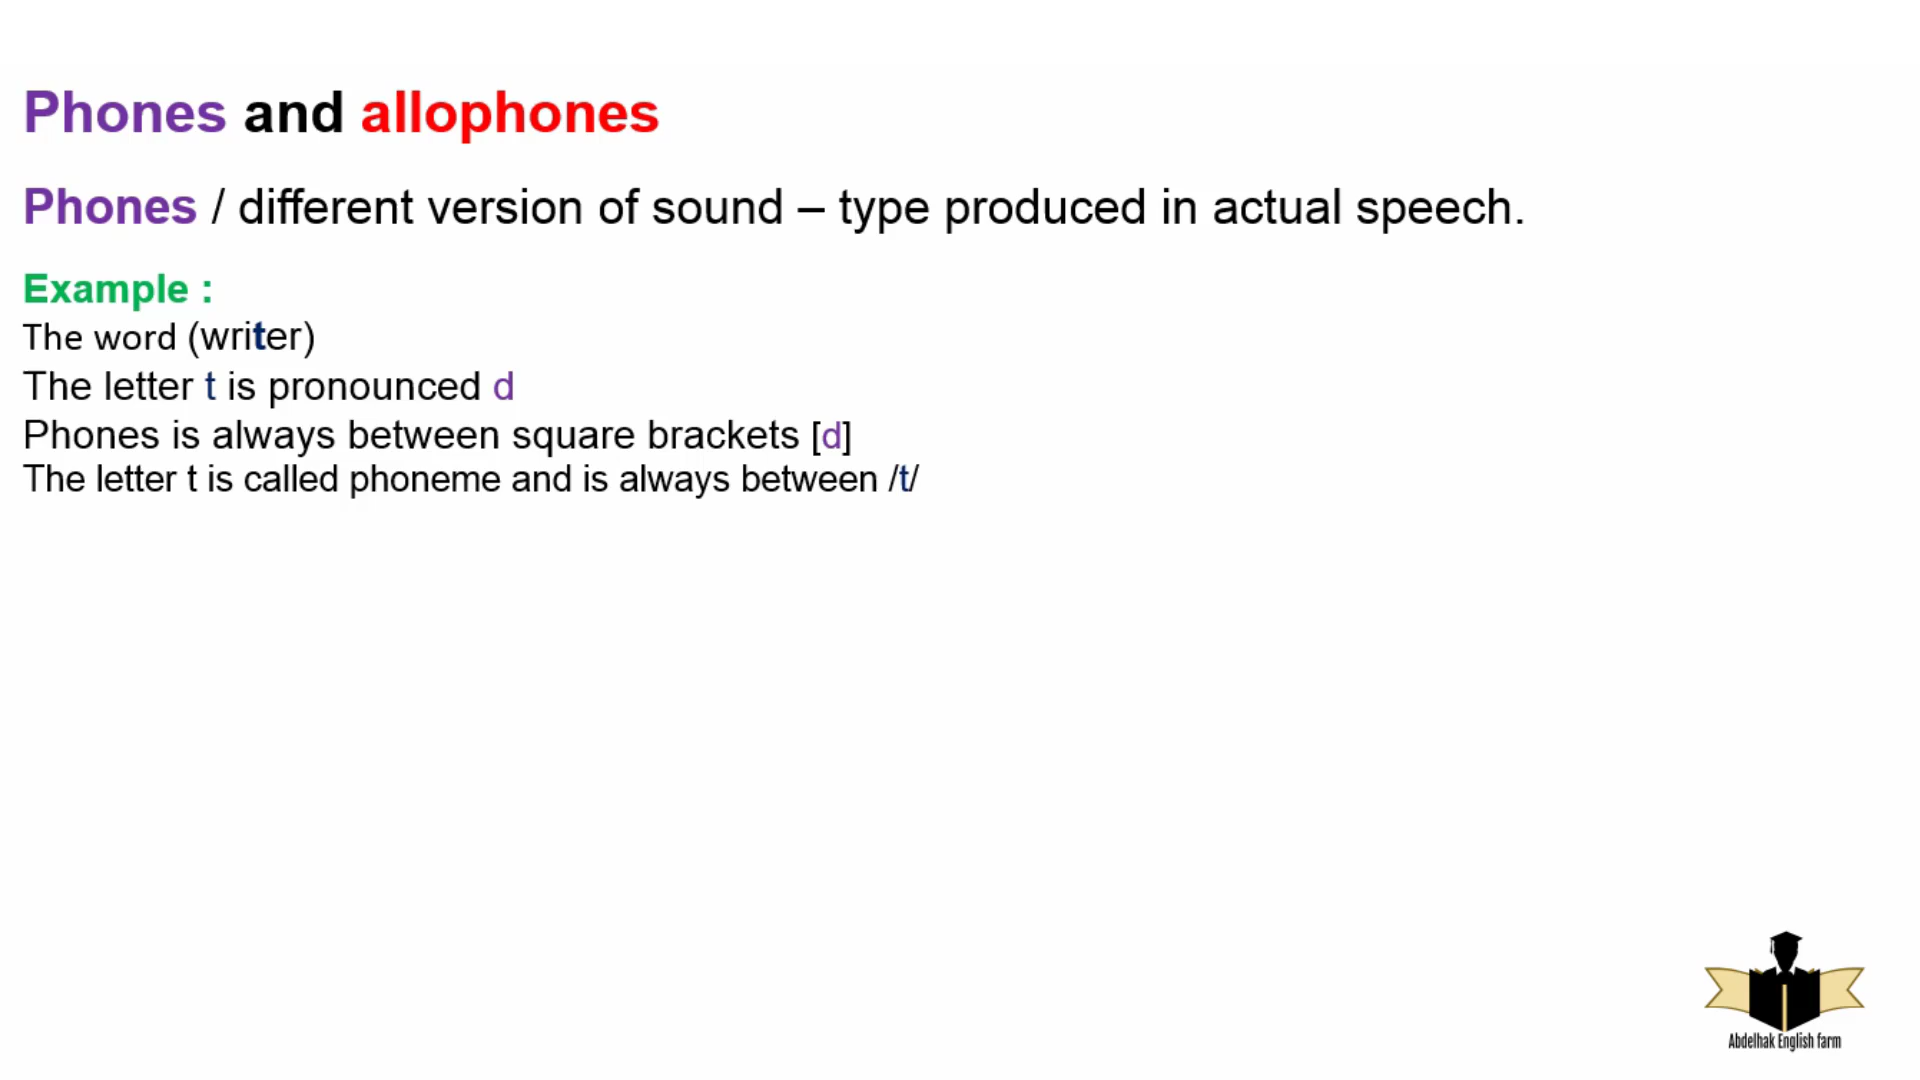 Phones and allophones
Phones / different version of sound – type produced in actual speech.
Example :
The word (writer)
The letter t is pronounced d
Phones is always between square brackets [d]
The letter t is called phoneme and is always between /t/
Abdelhak English farm